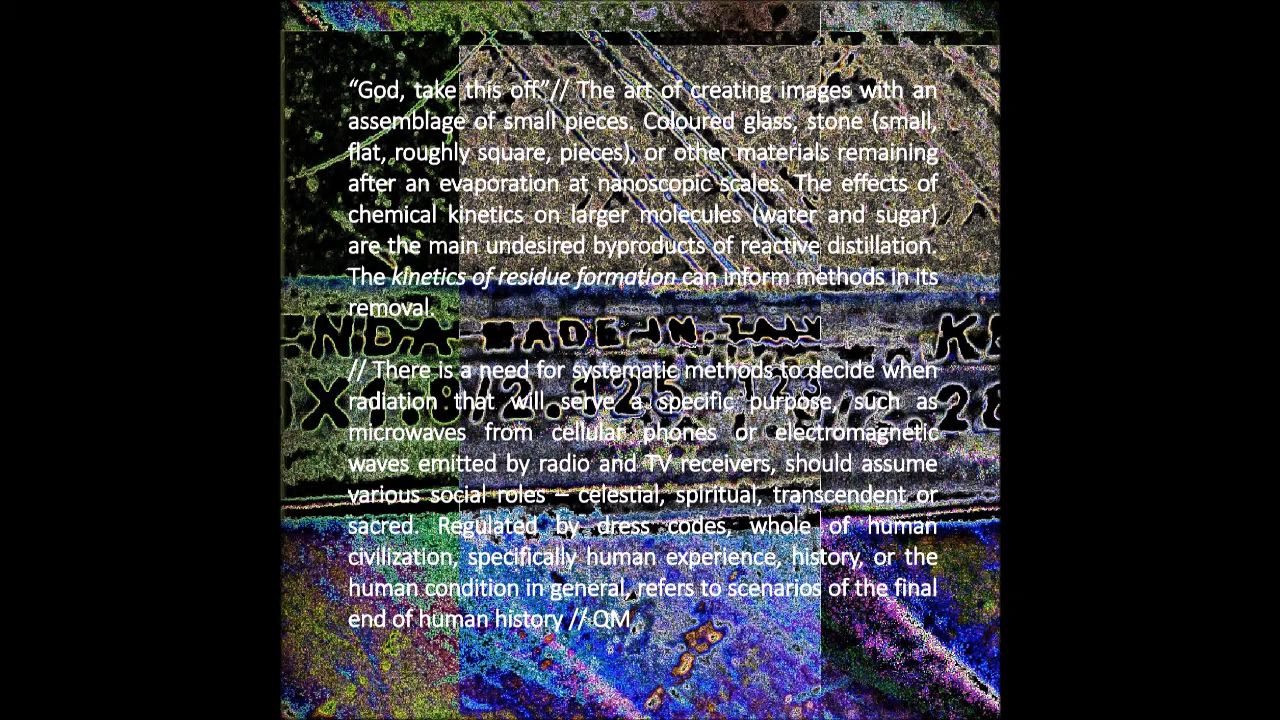 “God, take this off”// The art of creating images with an
assemblage of small pieces. Coloured glass, stone (small,
flat, roughly square, pieces), or other materials remaining
after an evaporation at nanoscopic scales. The effects of
chemical kinetics on larger molecules (water and sugar)
are the main undesired byproducts of reactive distillation.
The kinetics of residue formation can inform methods in its
removal.
NDA MADE IN
// There is a need for systematic methods to decide when
radiation that will serve a specific purpose, such as
microwaves from cellular phones or electromagnetic
waves emitted by radio and TV receivers, should assume
various social roles – celestial, spiritual, transcendent or
sacred. Regulated by dress codes, whole of human
civilization, specifically human experience, history, or the
human condition in general, refers to scenarios of the final
end of human history // QM